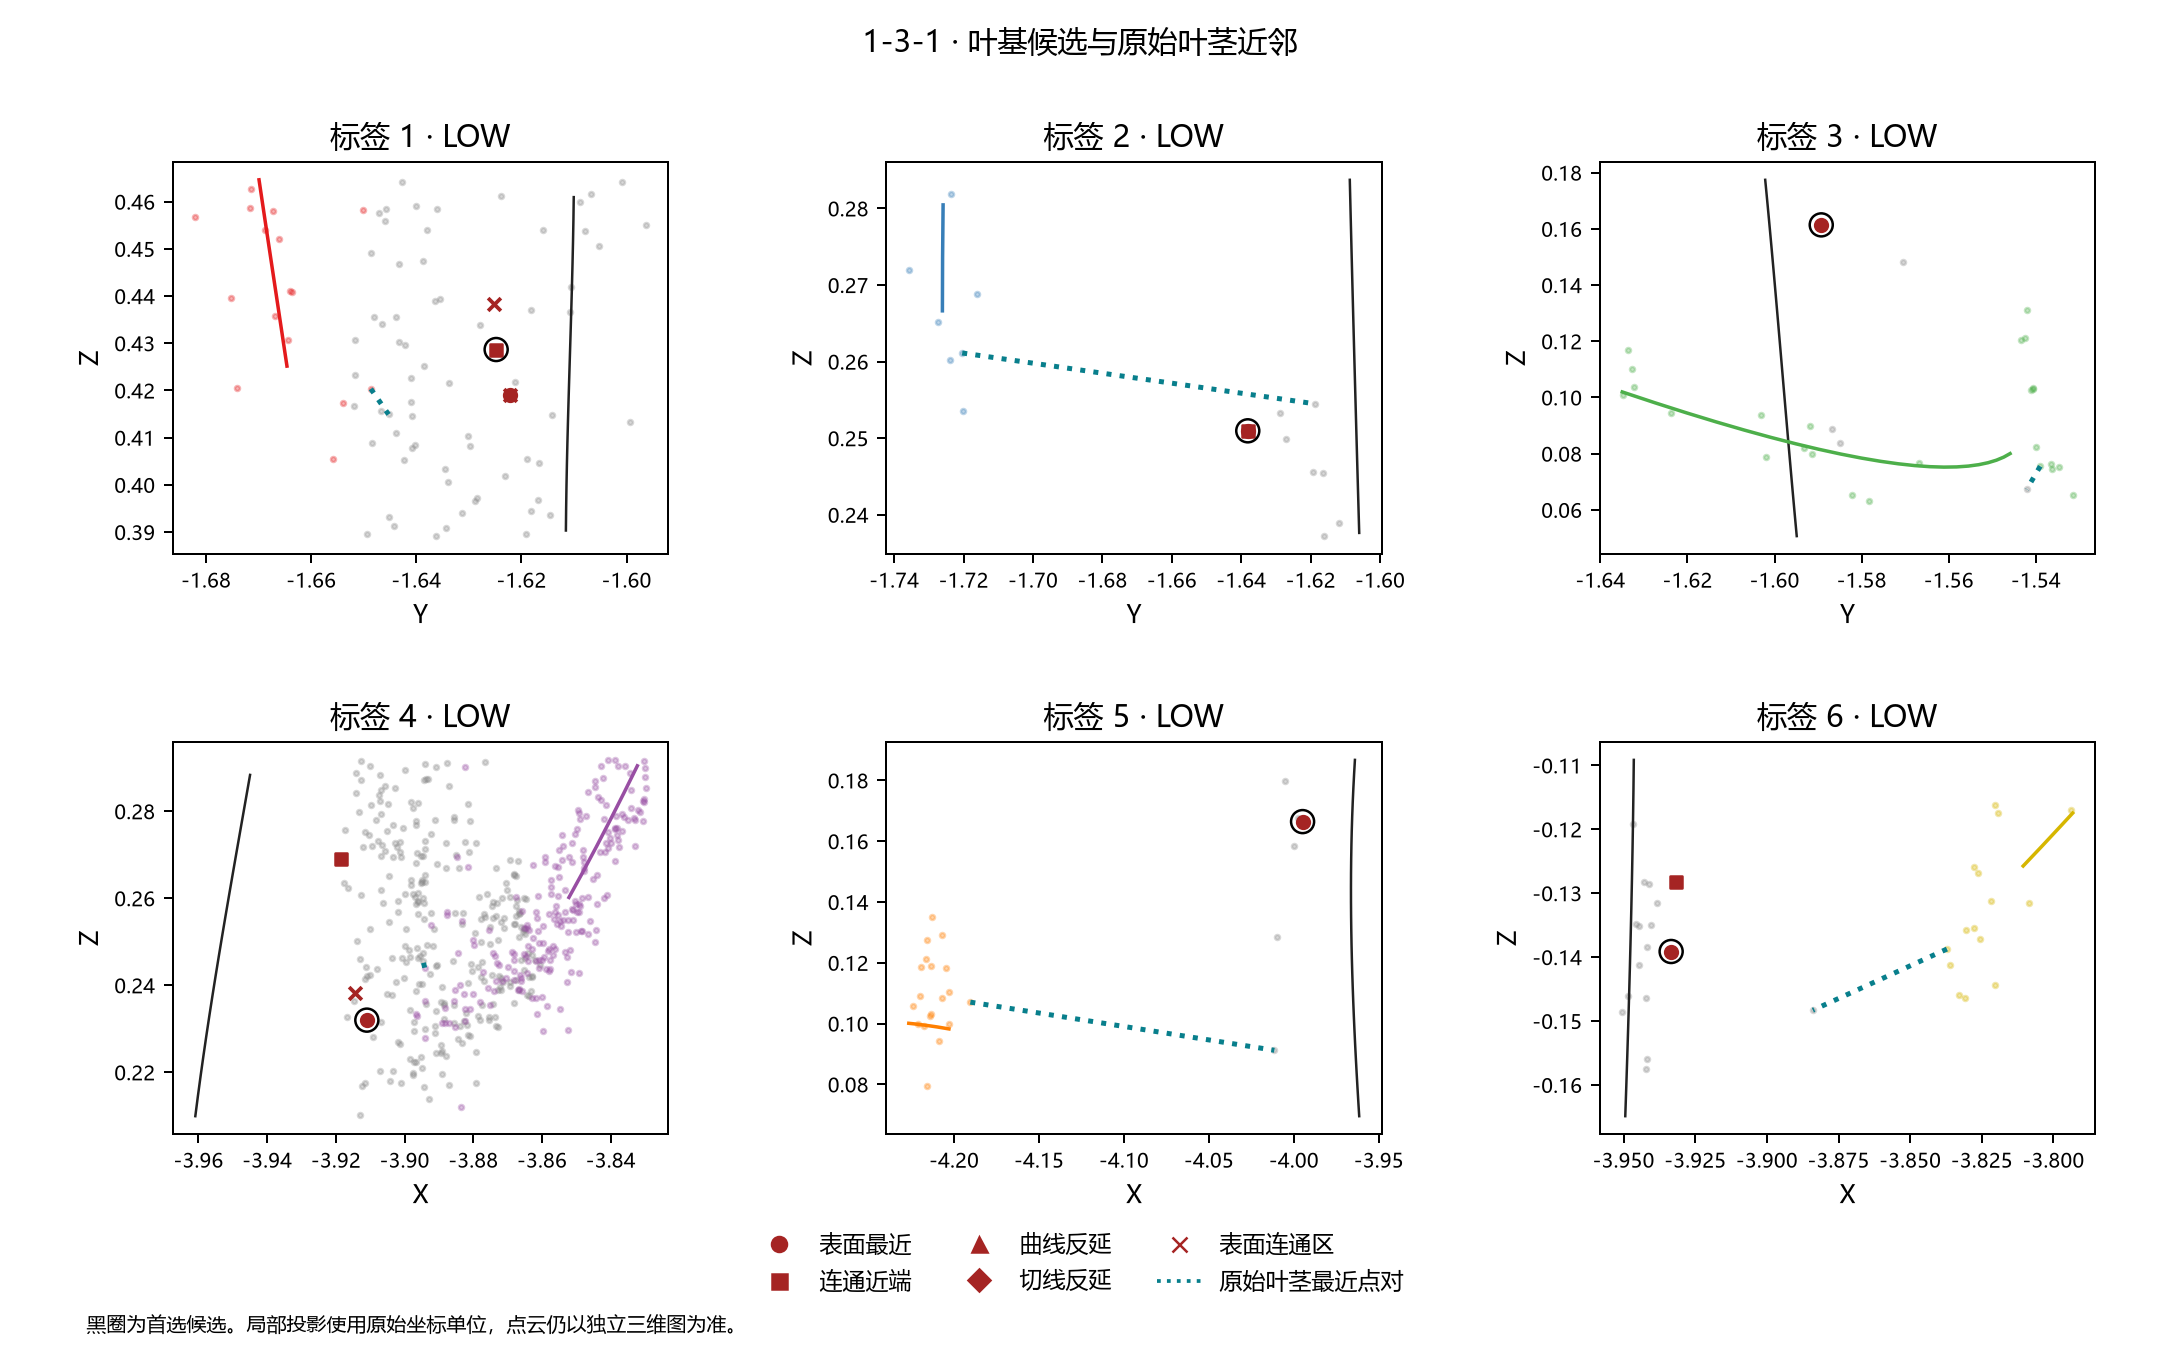 1-3-1 · 叶基候选与原始叶茎近邻
标签 1 · LOW
标签 2 · LOW
标签 3 · LOW
0.46
0.45
0.44
0.43
0.42
0.41
0.40
0.39
Z
-1.68 -1.66 -1.64 -1.62 -1.60
Y
0.28
0.27
0.26
0.25
0.24
Z
-1.74 -1.72 -1.70 -1.68 -1.66 -1.64 -1.62 -1.60
Y
0.18
0.16
0.14
0.12
0.10
0.08
0.06
Z
-1.64 -1.62 -1.60 -1.58 -1.56 -1.54
Y
标签 4 · LOW
标签 5 · LOW
标签 6 · LOW
0.28
0.26
0.24
0.22
Z
-3.96 -3.94 -3.92 -3.90 -3.88 -3.86 -3.84
X
0.18
0.16
0.14
0.12
0.10
0.08
Z
-4.20 -4.15 -4.10 -4.05 -4.00 -3.95
X
-0.11
-0.12
-0.13
-0.14
-0.15
-0.16
Z
-3.950 -3.925 -3.900 -3.875 -3.850 -3.825 -3.800
X
表面最近 曲线反延 表面连通区
连通近端 切线反延 原始叶茎最近点对
黑圈为首选候选。局部投影使用原始坐标单位，点云仍以独立三维图为准。